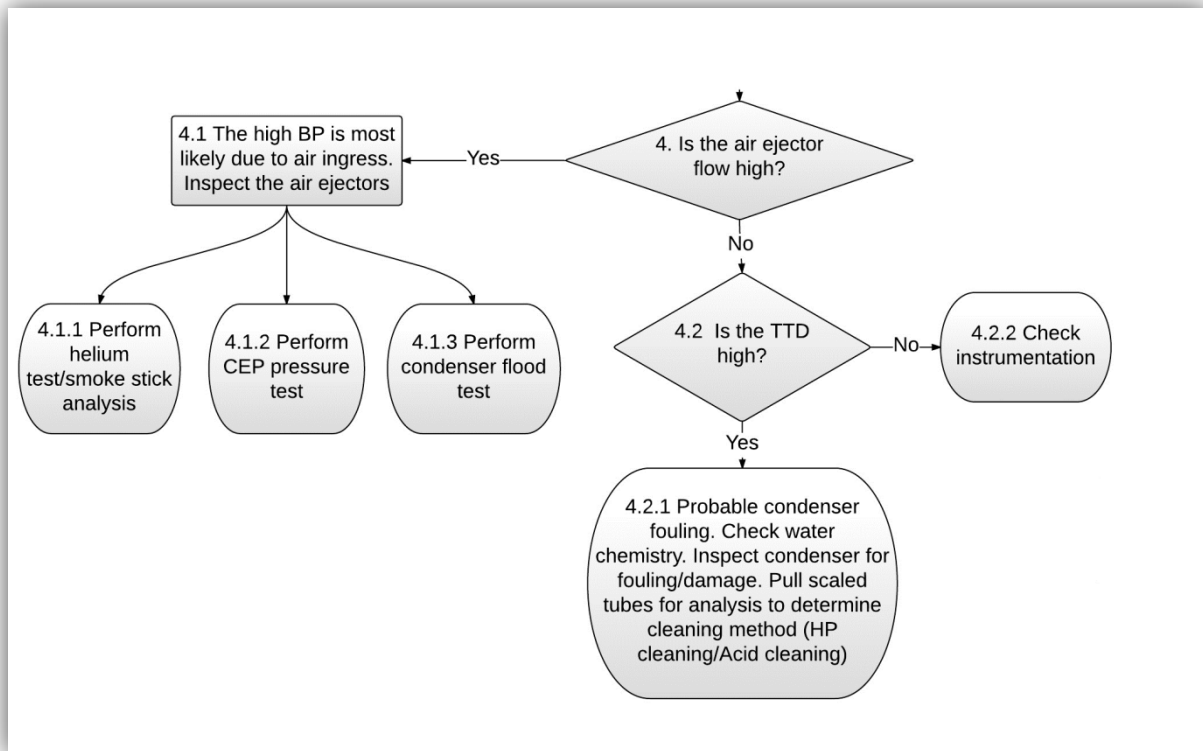 4. Is the air ejector
flow high?
Yes
4.1 The high BP is most
likely due to air ingress.
Inspect the air ejectors
4.1.1 Perform
helium
test/smoke stick
analysis
4.1.2 Perform
CEP pressure
test
4.1.3 Perform
condenser flood
test
No
4.2 Is the TTD
high?
No
4.2.2 Check
instrumentation
Yes
4.2.1 Probable condenser
fouling. Check water
chemistry. Inspect condenser for
fouling/damage. Pull scaled
tubes for analysis to determine
cleaning method (HP
cleaning/Acid cleaning)